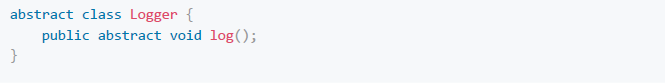 abstract class Logger {
    public abstract void log();
}